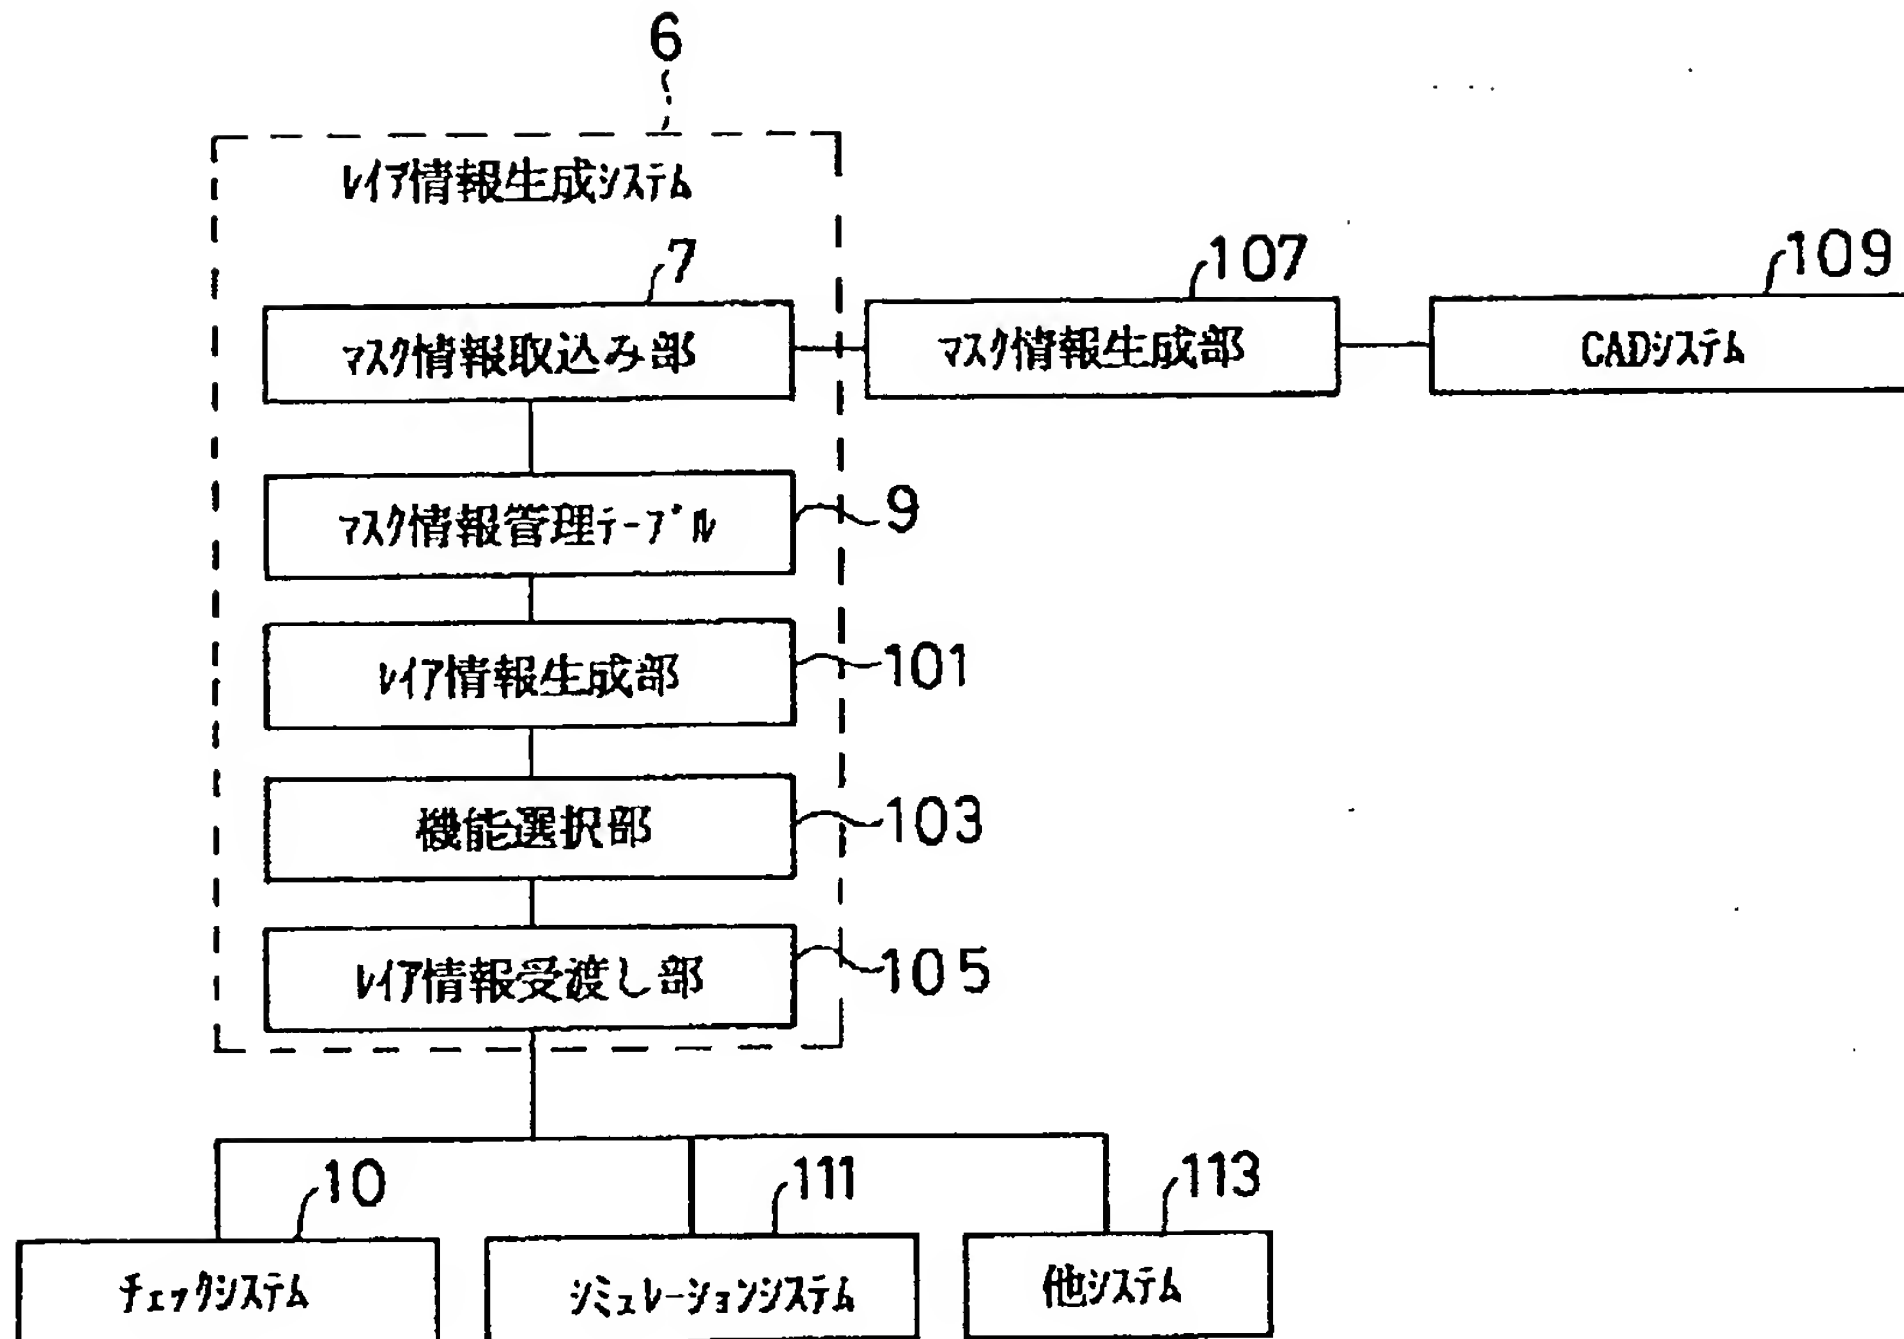 6
レイア情報生成システム
7
107
109
マスク情報取込み部
マスク情報生成部
CADシステム
マスク情報管理テーブル
9
レイア情報生成部
101
機能選択部
103
レイア情報受渡し部
105
10
111
113
チェックシステム
シミュレーションシステム
他システム